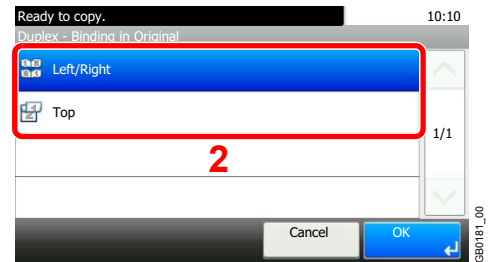 Ready to copy. 10:10
Duplex - Binding in Original
Left/Right
Top
1/1
2
Cancel OK
GB0181_00